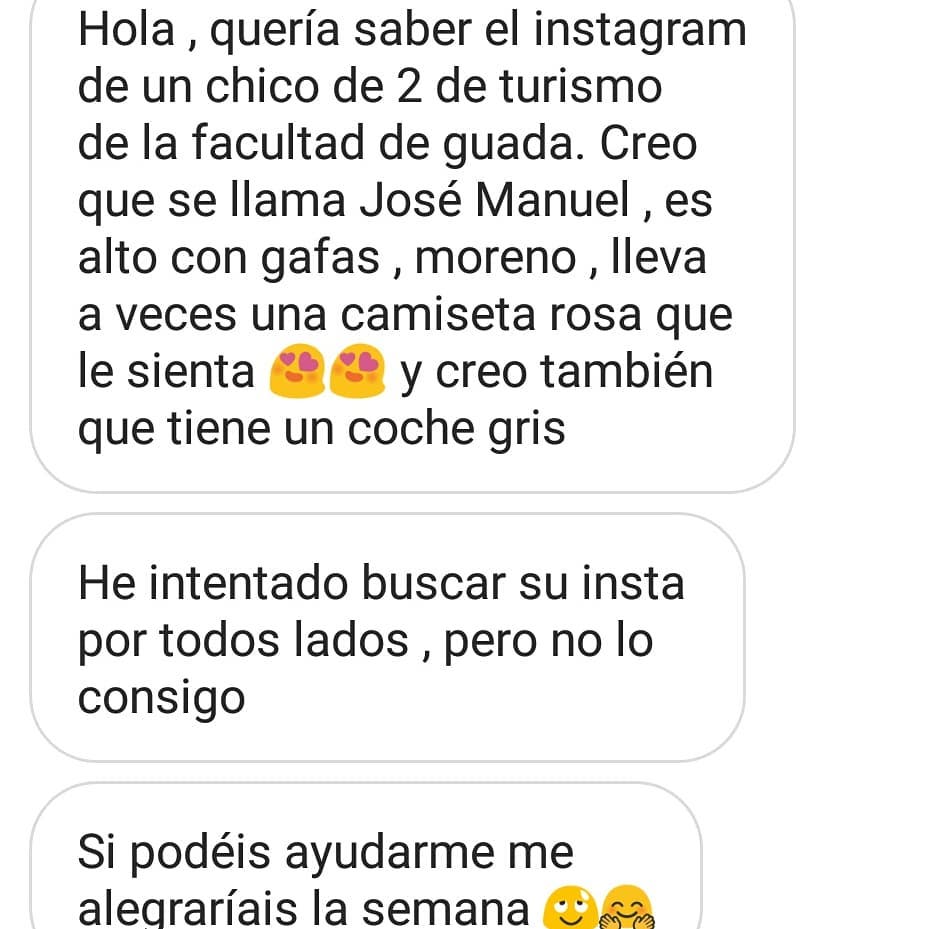 Hola , quería saber el instagram
de un chico de 2 de turismo
de la facultad de guada. Creo
que se llama José Manuel , es
alto con gafas , moreno , lleva
a veces una camiseta rosa que
le sienta 😍😍 y creo también
que tiene un coche gris
He intentado buscar su insta
por todos lados , pero no lo
consigo
Si podéis ayudarme me
alegraríais la semana 🙄🤗